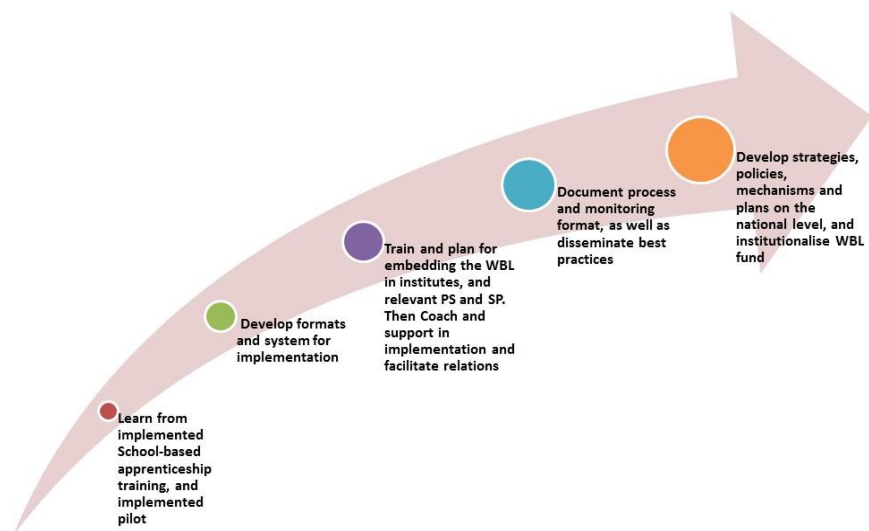 Learn from
implemented
School-based
apprenticeship
training, and
implemented
pilot
Develop formats
and system for
implementation
Train and plan for
embedding the WBL
in institutes, and
relevant PS and SP.
Then Coach and
support in
implementation and
facilitate relations
Document process
and monitoring
format, as well as
disseminate best
practices
Develop strategies,
policies,
mechanisms and
plans on the
national level, and
institutionalise WBL
fund